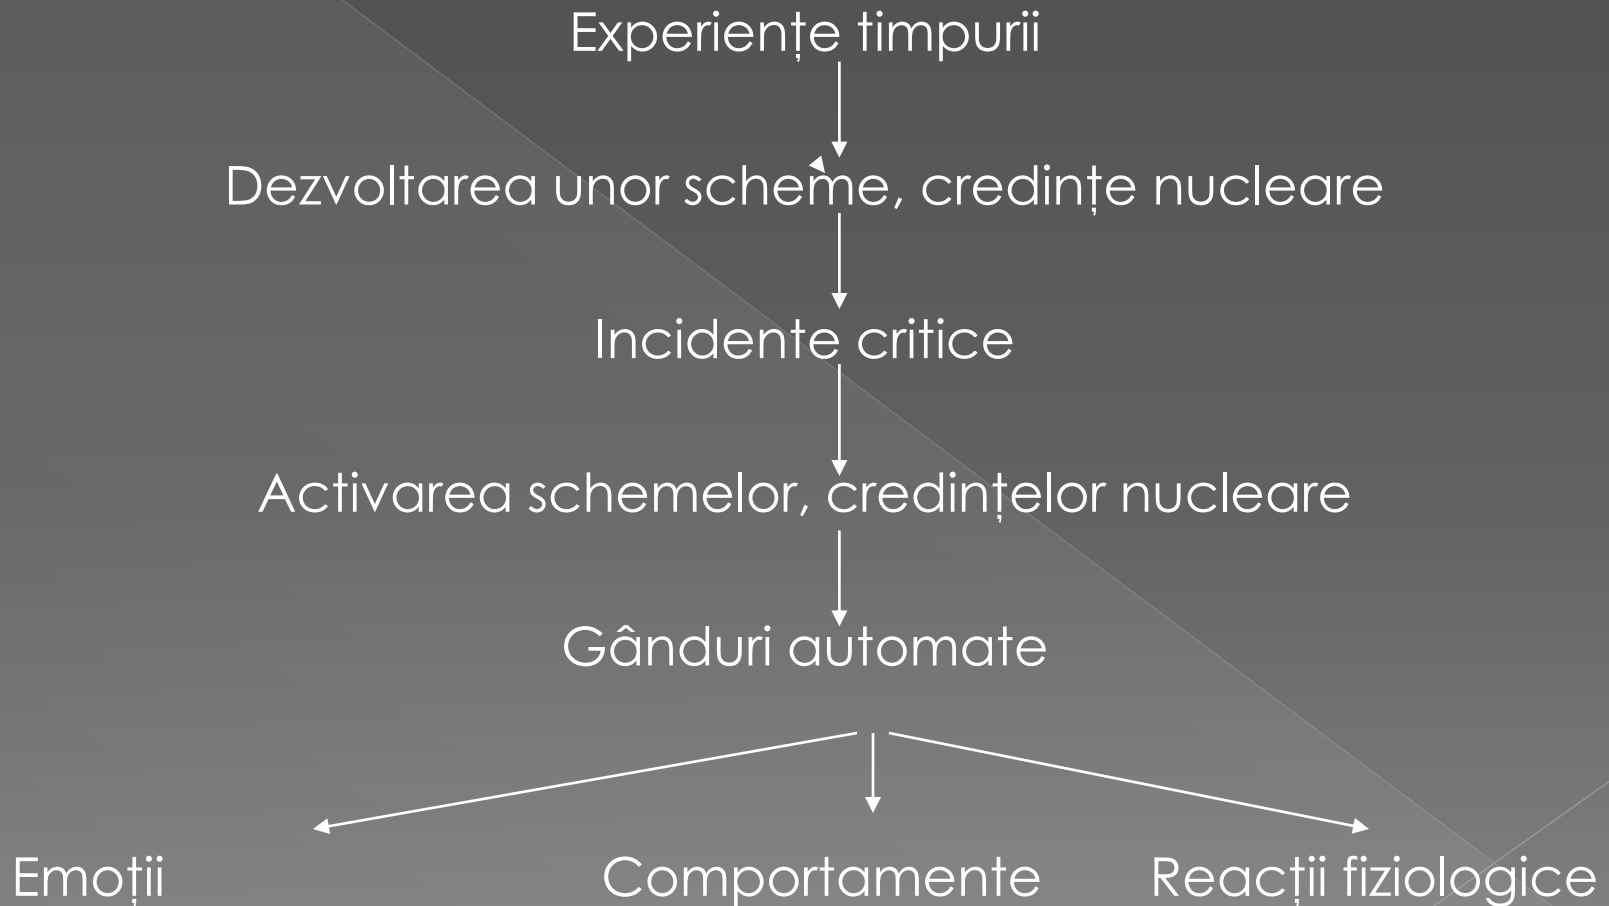 Experiențe timpurii
Dezvoltarea unor scheme, credințe nucleare
Incidente critice
Activarea schemelor, credințelor nucleare
Gânduri automate
Emoții Comportamente Reacții fiziologice